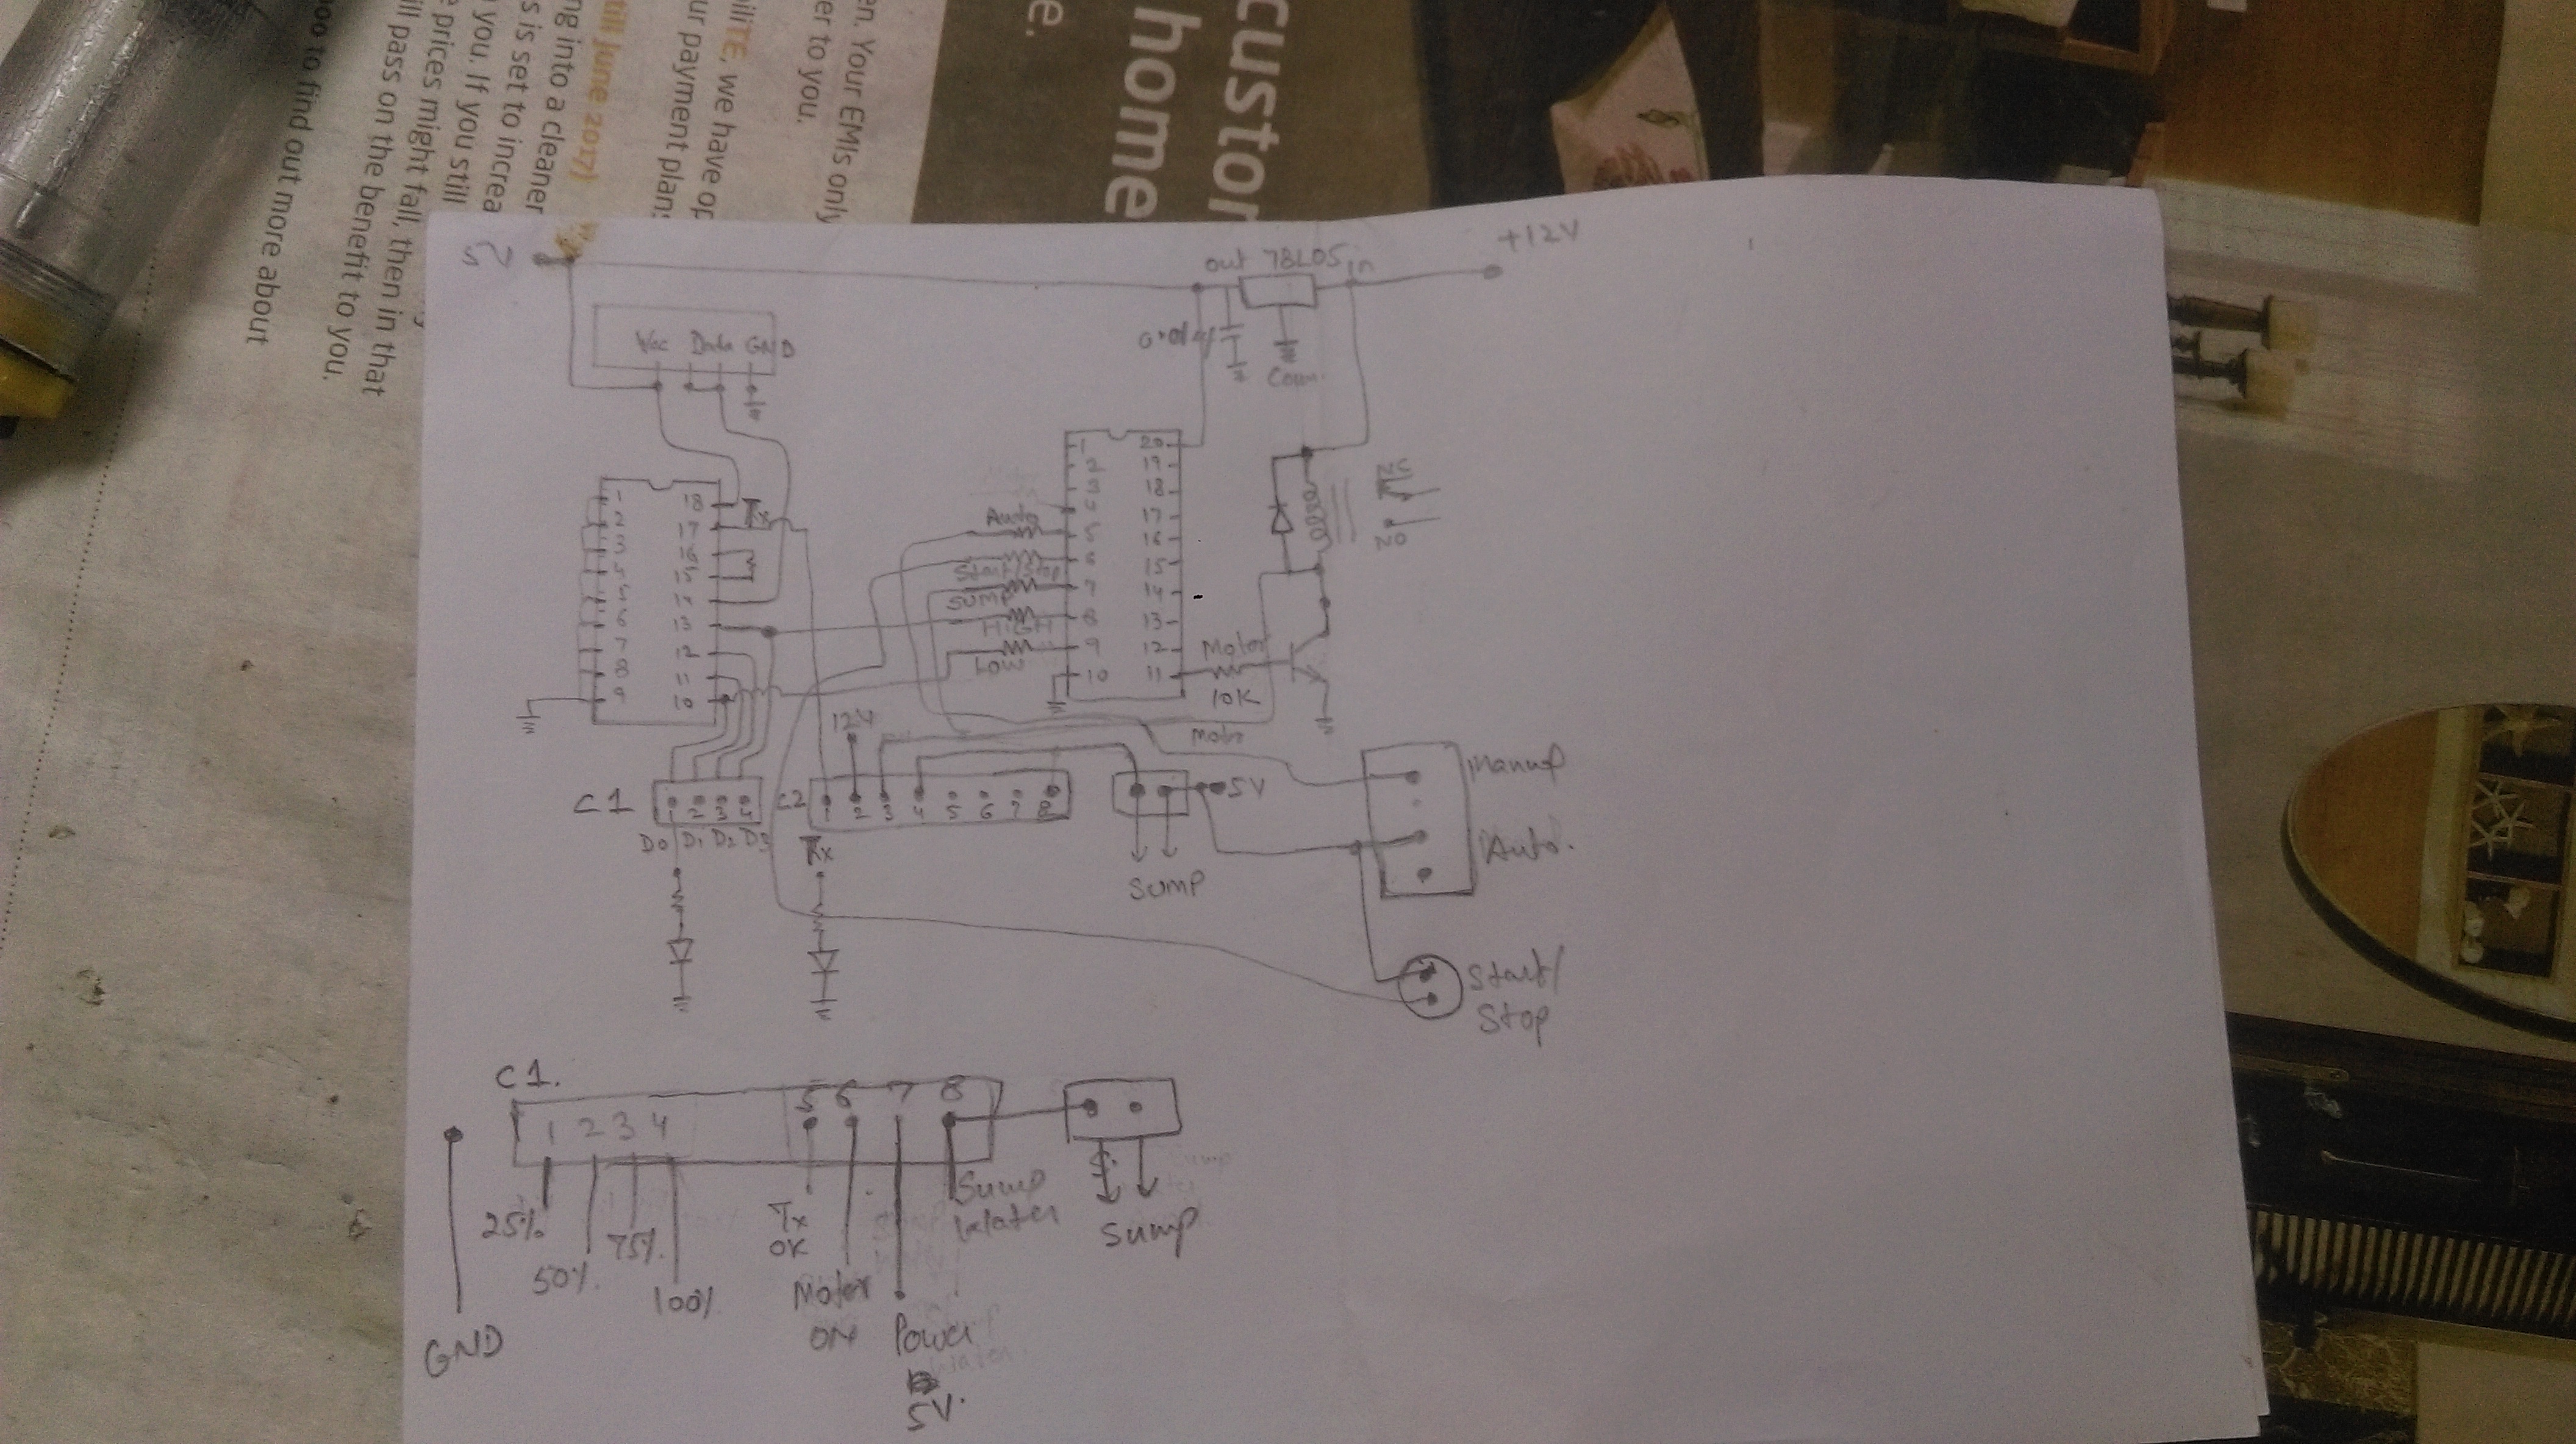 custor
home
e.
en. Your EMIs only
er to you.
iliTE, we have op
ur payment plan
till June 2017)
ng into a cleaner
s is set to increa
you. If you still
e prices might fall, then in that
ill pass on the benefit to you.
000 to find out more about
5V
out 78L05 in
+12V
Vcc Data GND
Com.
1 20
2 19
3 18
17
5 16
6 15
7 14
8 13
9 12
10 11
Auto
Start/Stop
SUMP
HIGH
LOW
Motor
10K
NC
NO
1 18
2 17
3 16
5 15
4
6 13
7 12
8 11
9 10
Tx
12V
Motor
C1
1 2 3 4
D0 D1 D2 D3
C2
1 2 3 4 5 6 7 8
Tx
5V
SUMP
Manual
Auto.
Start/
Stop
C1.
1 2 3 4 5 6 7 8
GND
25%
50%
75%
100%
Tx
OK
Motor
ON
Power
5V.
Sump
Water
Sump